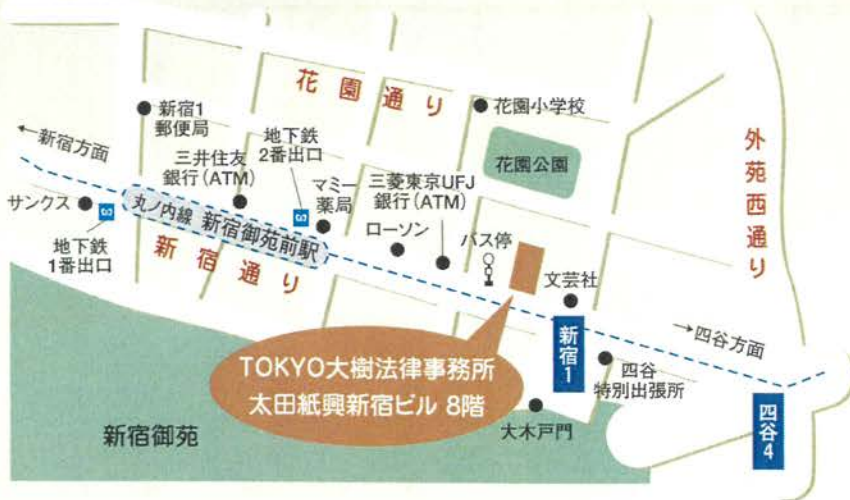 花園通り
花園小学校
新宿1
郵便局
地下鉄
2番出口
←新宿方面
三井住友
銀行(ATM)
花園公園
外苑西通り
マミー
薬局
三菱東京UFJ
銀行(ATM)
サンクス
丸ノ内線 新宿御苑前駅
ローソン
バス停
地下鉄
1番出口
新宿通り
文芸社
新宿1
→四谷方面
TOKYO大樹法律事務所
太田紙興新宿ビル 8階
四谷
特別出張所
大木戸門
四谷4
新宿御苑